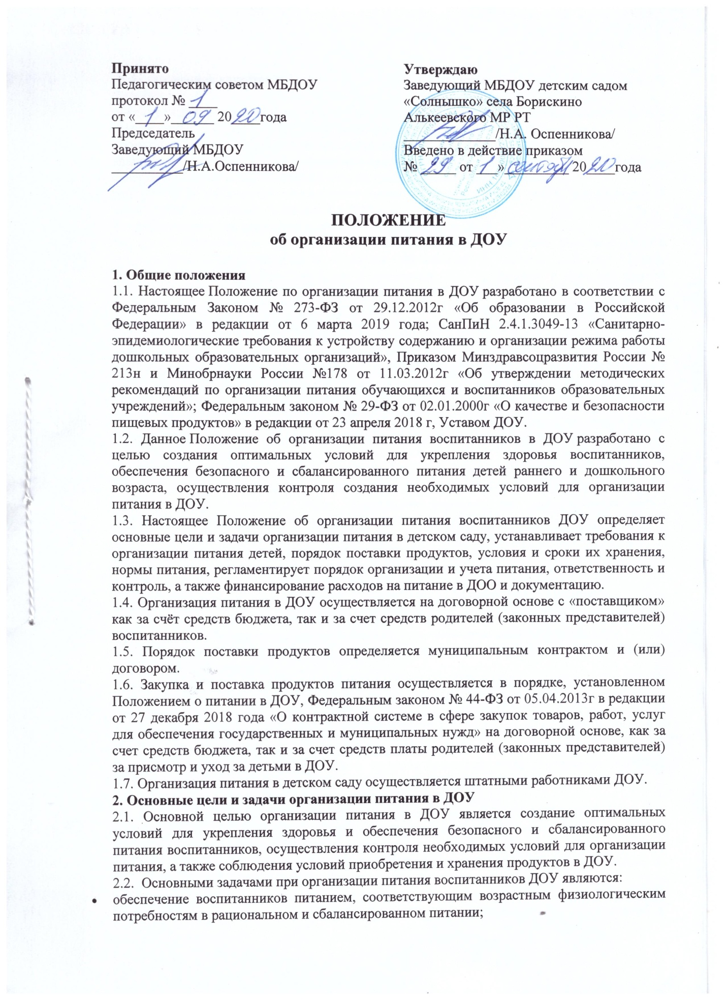 Принято
Педагогическим советом МБДОУ
протокол № 1
от « 1 » 09 2020 года
Председатель
Заведующий МБДОУ
__________/Н.А.Оспенникова/
Утверждаю
Заведующий МБДОУ детским садом
«Солнышко» села Борискино
Алькеевского МР РТ
_____________/Н.А. Оспенникова/
Введено в действие приказом
№ 29 от 1 » сентября 2020 года
ПОЛОЖЕНИЕ
об организации питания в ДОУ
1. Общие положения
1.1. Настоящее Положение по организации питания в ДОУ разработано в соответствии с
Федеральным Законом № 273-ФЗ от 29.12.2012г «Об образовании в Российской
Федерации» в редакции от 6 марта 2019 года; СанПиН 2.4.1.3049-13 «Санитарно-
эпидемиологические требования к устройству содержанию и организации режима работы
дошкольных образовательных организаций», Приказом Минздравсоцразвития России №
213н и Минобрнауки России №178 от 11.03.2012г «Об утверждении методических
рекомендаций по организации питания обучающихся и воспитанников образовательных
учреждений»; Федеральным законом № 29-ФЗ от 02.01.2000г «О качестве и безопасности
пищевых продуктов» в редакции от 23 апреля 2018 г, Уставом ДОУ.
1.2. Данное Положение об организации питания воспитанников в ДОУ разработано с
целью создания оптимальных условий для укрепления здоровья воспитанников,
обеспечения безопасного и сбалансированного питания детей раннего и дошкольного
возраста, осуществления контроля создания необходимых условий для организации
питания в ДОУ.
1.3. Настоящее Положение об организации питания воспитанников ДОУ определяет
основные цели и задачи организации питания в детском саду, устанавливает требования к
организации питания детей, порядок поставки продуктов, условия и сроки их хранения,
нормы питания, регламентирует порядок организации и учета питания, ответственность и
контроль, а также финансирование расходов на питание в ДОО и документацию.
1.4. Организация питания в ДОУ осуществляется на договорной основе с «поставщиком»
как за счёт средств бюджета, так и за счет средств родителей (законных представителей)
воспитанников.
1.5. Порядок поставки продуктов определяется муниципальным контрактом и (или)
договором.
1.6. Закупка и поставка продуктов питания осуществляется в порядке, установленном
Положением о питании в ДОУ, Федеральным законом № 44-ФЗ от 05.04.2013г в редакции
от 27 декабря 2018 года «О контрактной системе в сфере закупок товаров, работ, услуг
для обеспечения государственных и муниципальных нужд» на договорной основе, как за
счет средств бюджета, так и за счет средств платы родителей (законных представителей)
за присмотр и уход за детьми в ДОУ.
1.7. Организация питания в детском саду осуществляется штатными работниками ДОУ.
2. Основные цели и задачи организации питания в ДОУ
2.1. Основной целью организации питания в ДОУ является создание оптимальных
условий для укрепления здоровья и обеспечения безопасного и сбалансированного
питания воспитанников, осуществления контроля необходимых условий для организации
питания, а также соблюдения условий приобретения и хранения продуктов в ДОУ.
2.2. Основными задачами при организации питания воспитанников ДОУ являются:
• обеспечение воспитанников питанием, соответствующим возрастным физиологическим
потребностям в рациональном и сбалансированном питании;